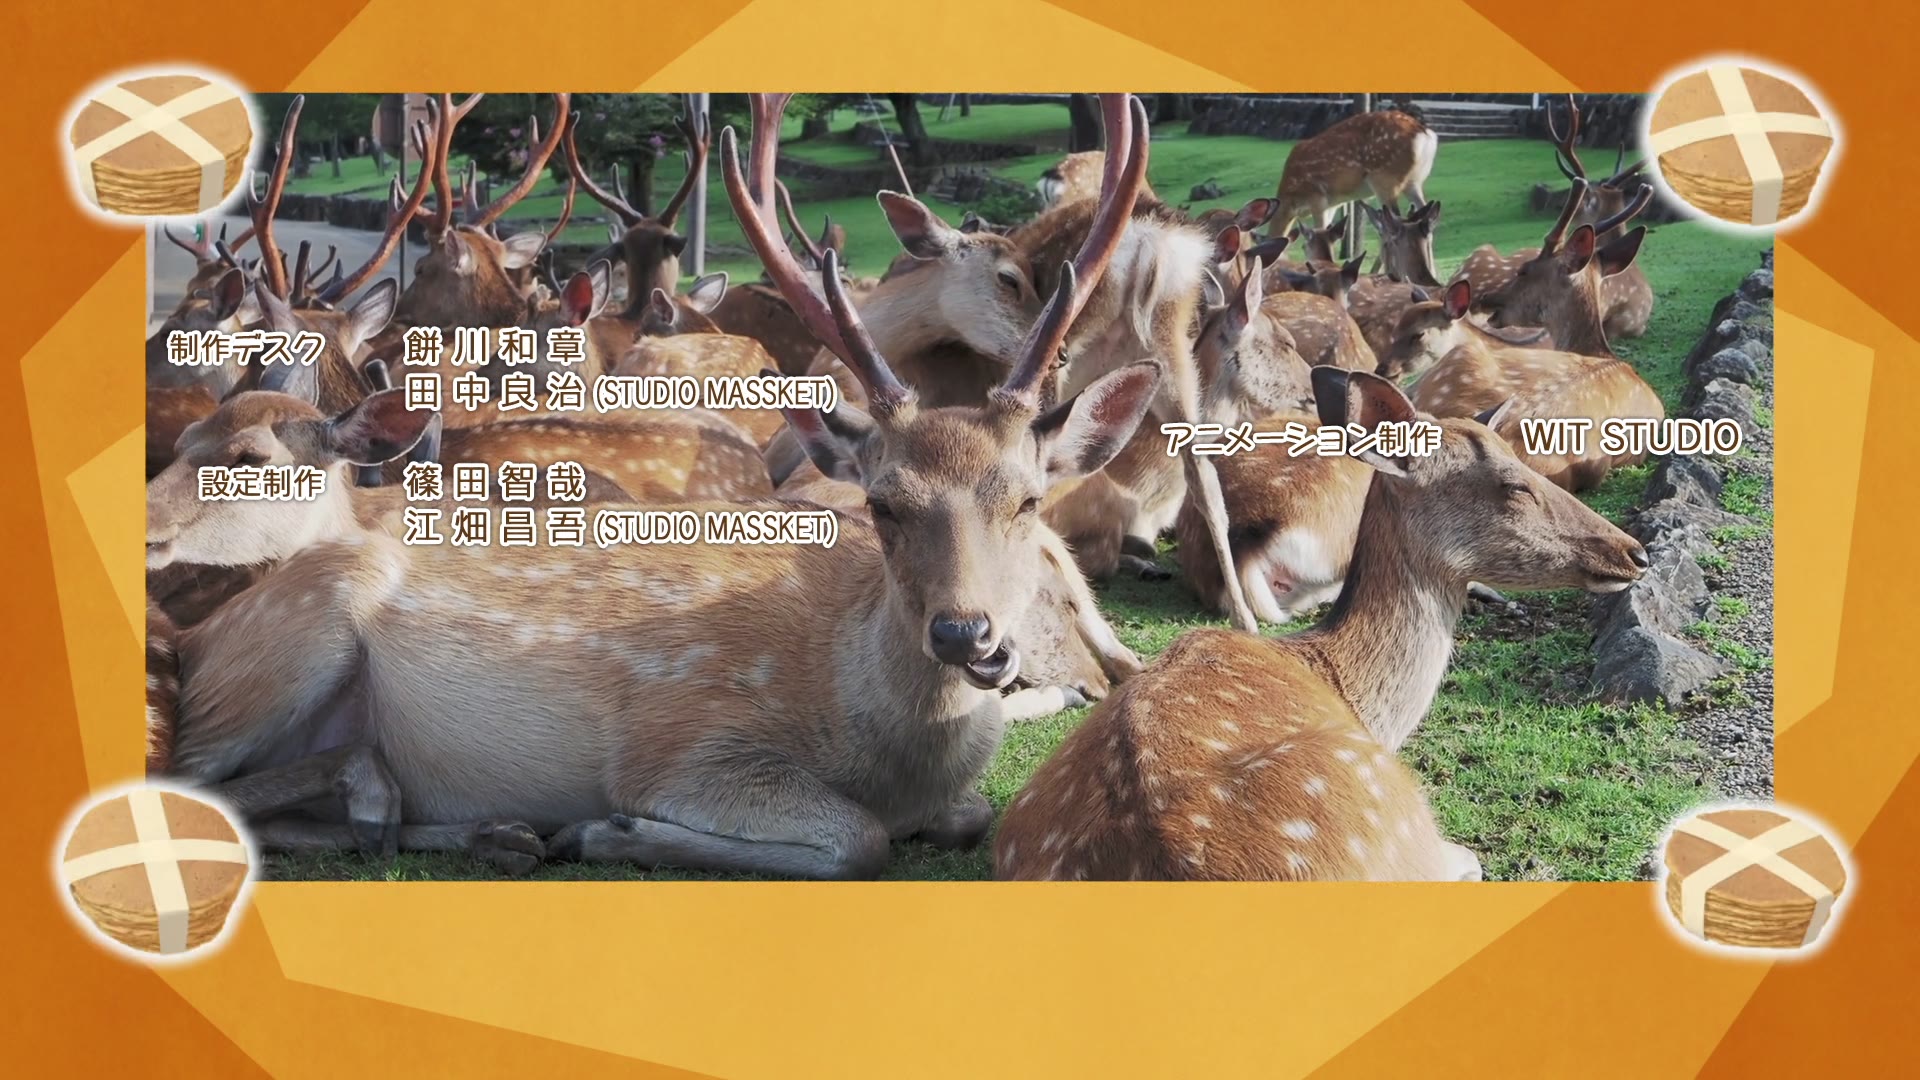 制作デスク 餅川和章
田中良治(STUDIO MASSKET)
設定制作 篠田智哉
江畑昌吾(STUDIO MASSKET)
アニメーション制作 WIT STUDIO